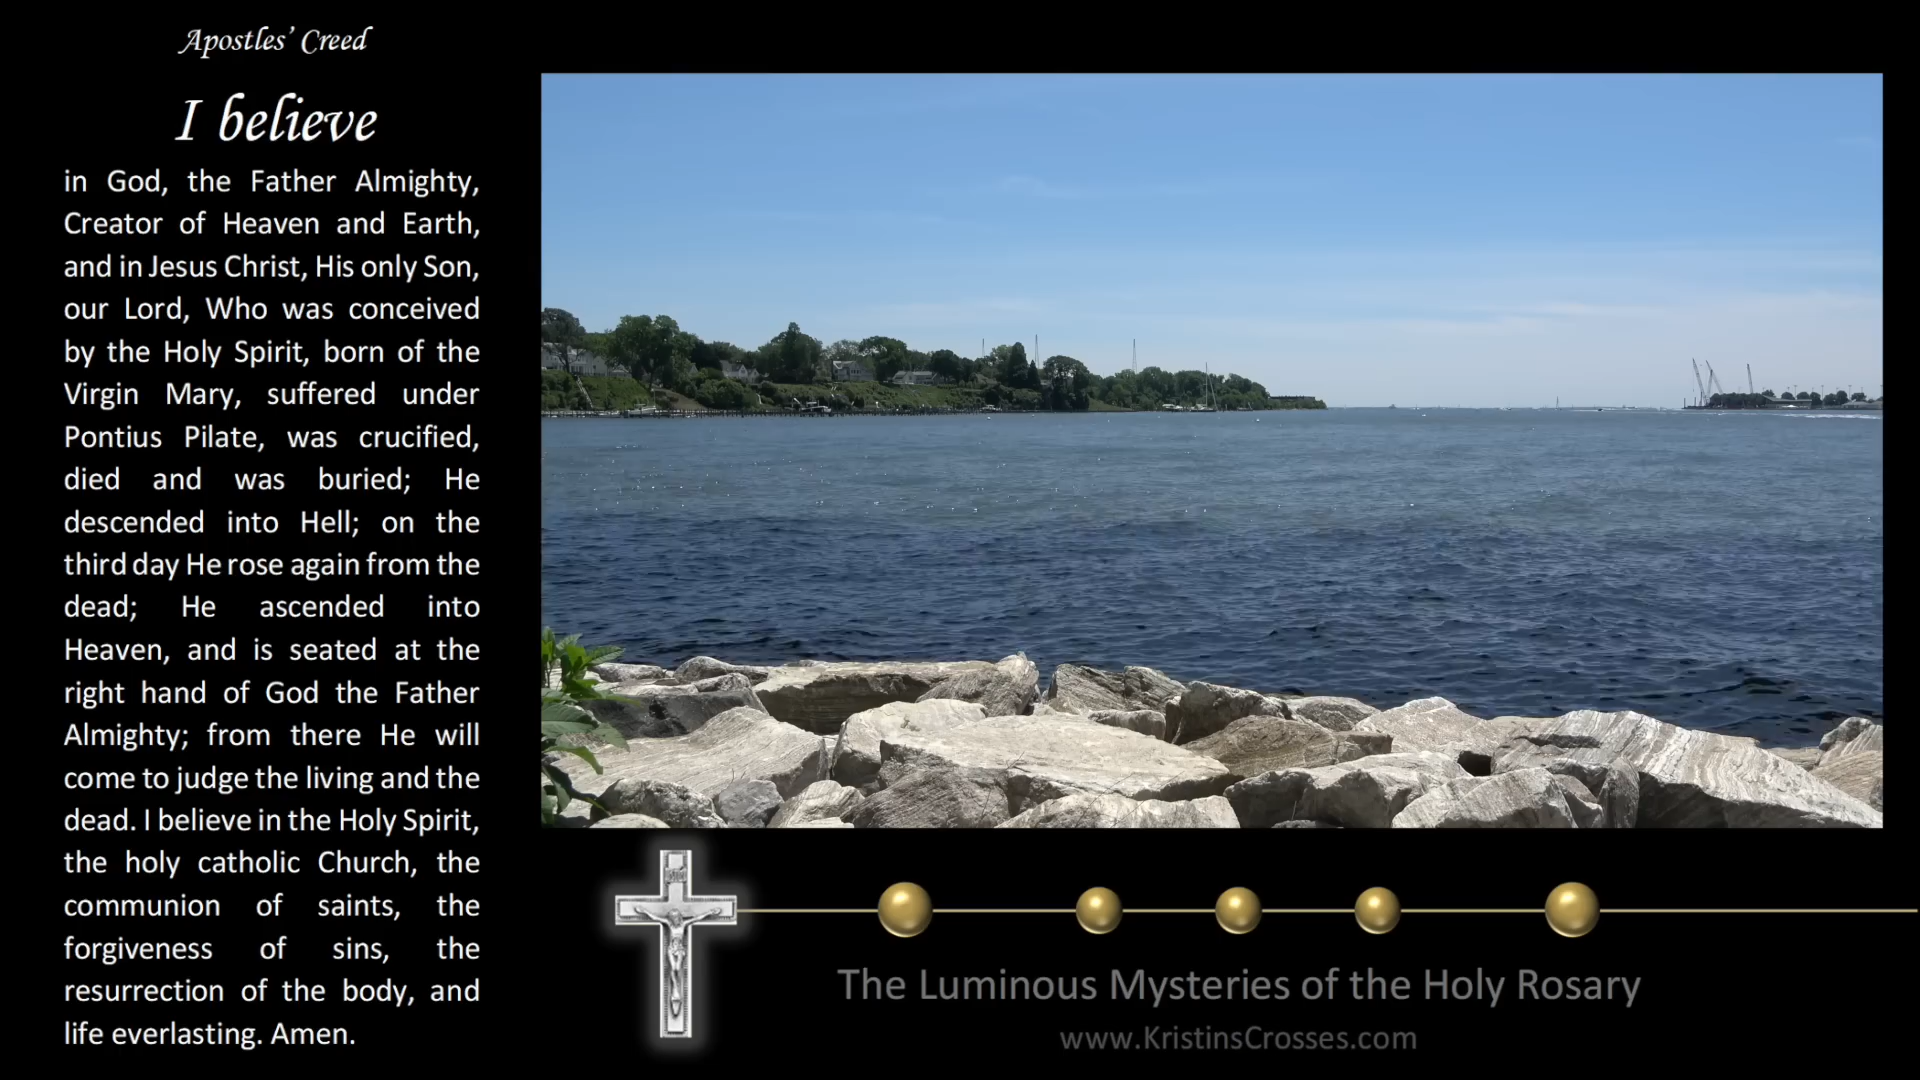 Apostles’ Creed
I believe
in God, the Father Almighty,
Creator of Heaven and Earth,
and in Jesus Christ, His only Son,
our Lord, Who was conceived
by the Holy Spirit, born of the
Virgin Mary, suffered under
Pontius Pilate, was crucified,
died and was buried; He
descended into Hell; on the
third day He rose again from the
dead; He ascended into
Heaven, and is seated at the
right hand of God the Father
Almighty; from there He will
come to judge the living and the
dead. I believe in the Holy Spirit,
the holy catholic Church, the
communion of saints, the
forgiveness of sins, the
resurrection of the body, and
life everlasting. Amen.
INRI
The Luminous Mysteries of the Holy Rosary
www.KristinsCrosses.com